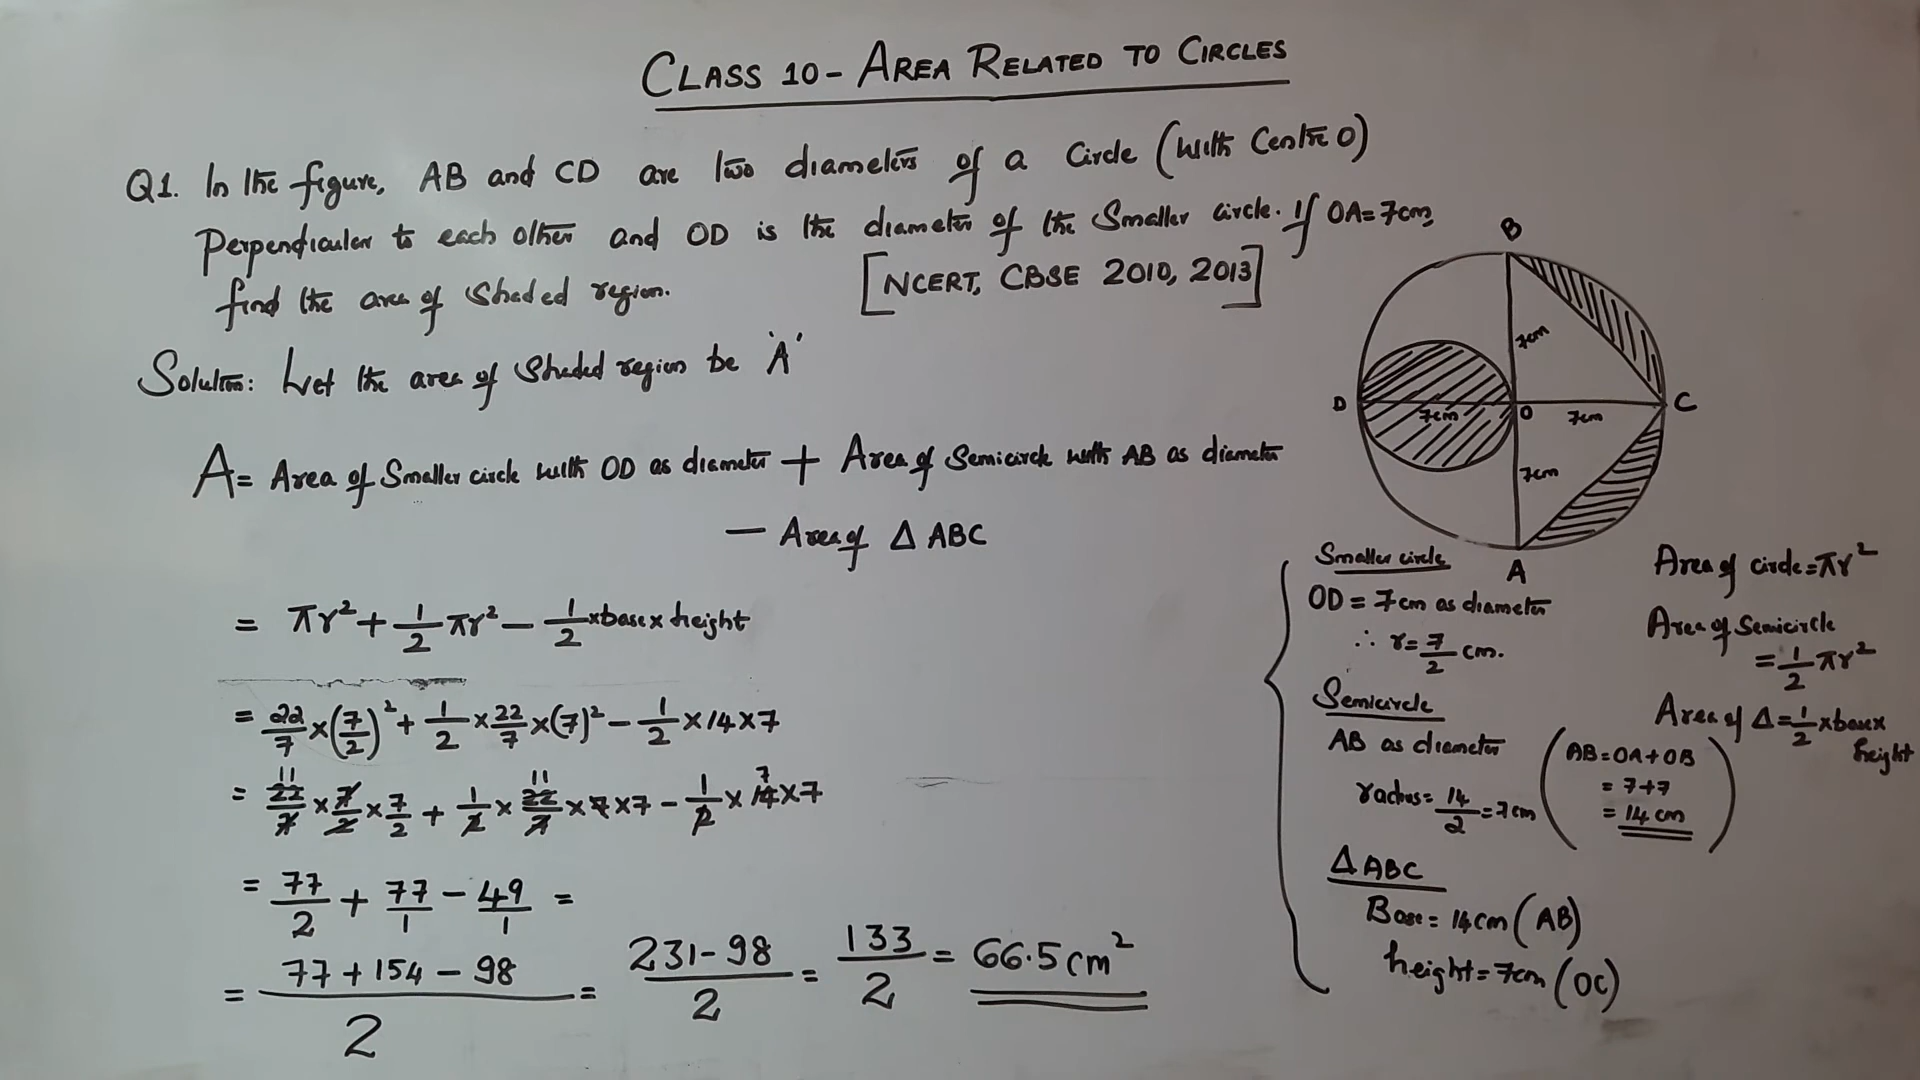 CLASS 10 - AREA RELATED TO CIRCLES
Q1. In the figure, AB and CD are two diameters of a Circle (with Centre O)
Perpendicular to each other and OD is the diameter of the Smaller circle. If OA=7cm,
find the area of shaded region. [NCERT, CBSE 2010, 2013]
Solution: Let the area of Shaded region be 'A'
A = Area of Smaller circle with OD as diameter + Area of Semicircle with AB as diameter
- Area of Δ ABC
= πr² + 1/2 πr² - 1/2 × base × height
= 22/7 × (7/2)² + 1/2 × 22/7 × (7)² - 1/2 × 14 × 7
11 11 7
= 22/7 × 7/2 × 7/2 + 1/2 × 22/7 × 7 × 7 - 1/2 × 14 × 7
= 77/2 + 77/1 - 49/1 =
= 77 + 154 - 98 / 2 = 231 - 98 / 2 = 133/2 = 66.5 cm²
B
7cm
D 7cm O 7cm C
7cm
A
Smaller circle
OD = 7cm as diameter
∴ r = 7/2 cm.
Semicircle
AB as diameter
radius = 14/2 = 7cm
(AB = OA + OB
= 7+7
= 14 cm)
Δ ABC
Base = 14cm (AB)
height = 7cm (OC)
Area of circle = πr²
Area of Semicircle
= 1/2 πr²
Area of Δ = 1/2 × base ×
height